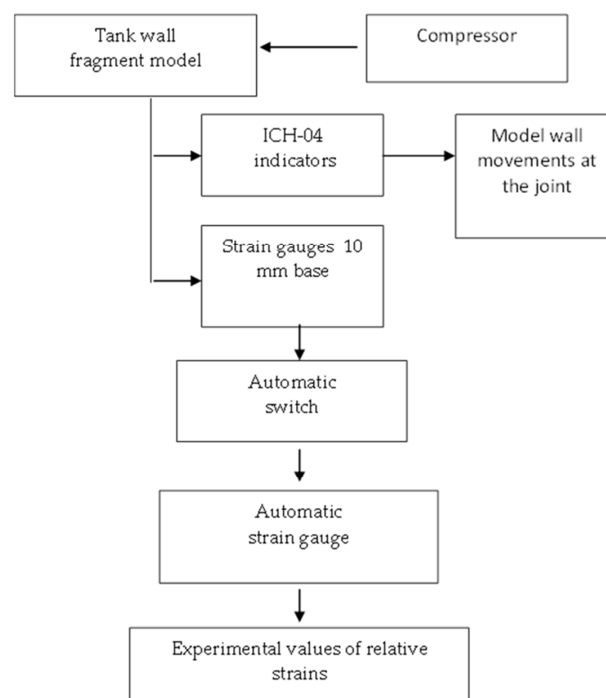 Tank wall
fragment model
Compressor
ICH-04
indicators
Model wall
movements at
the joint
Strain gauges 10
mm base
Automatic
switch
Automatic
strain gauge
Experimental values of relative
strains